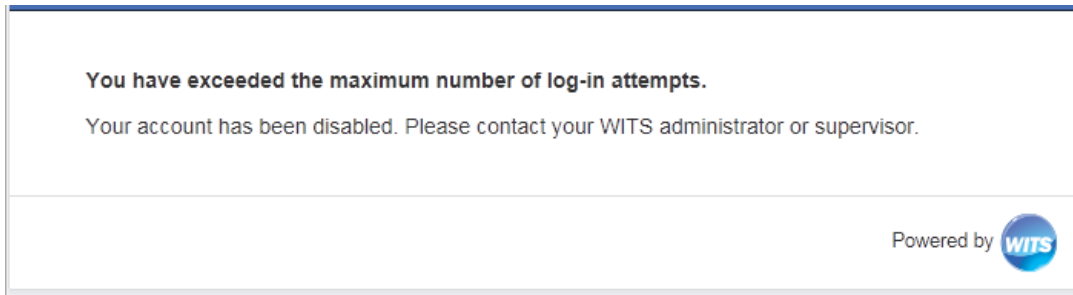 You have exceeded the maximum number of log-in attempts.
Your account has been disabled. Please contact your WITS administrator or supervisor.
Powered by WITS